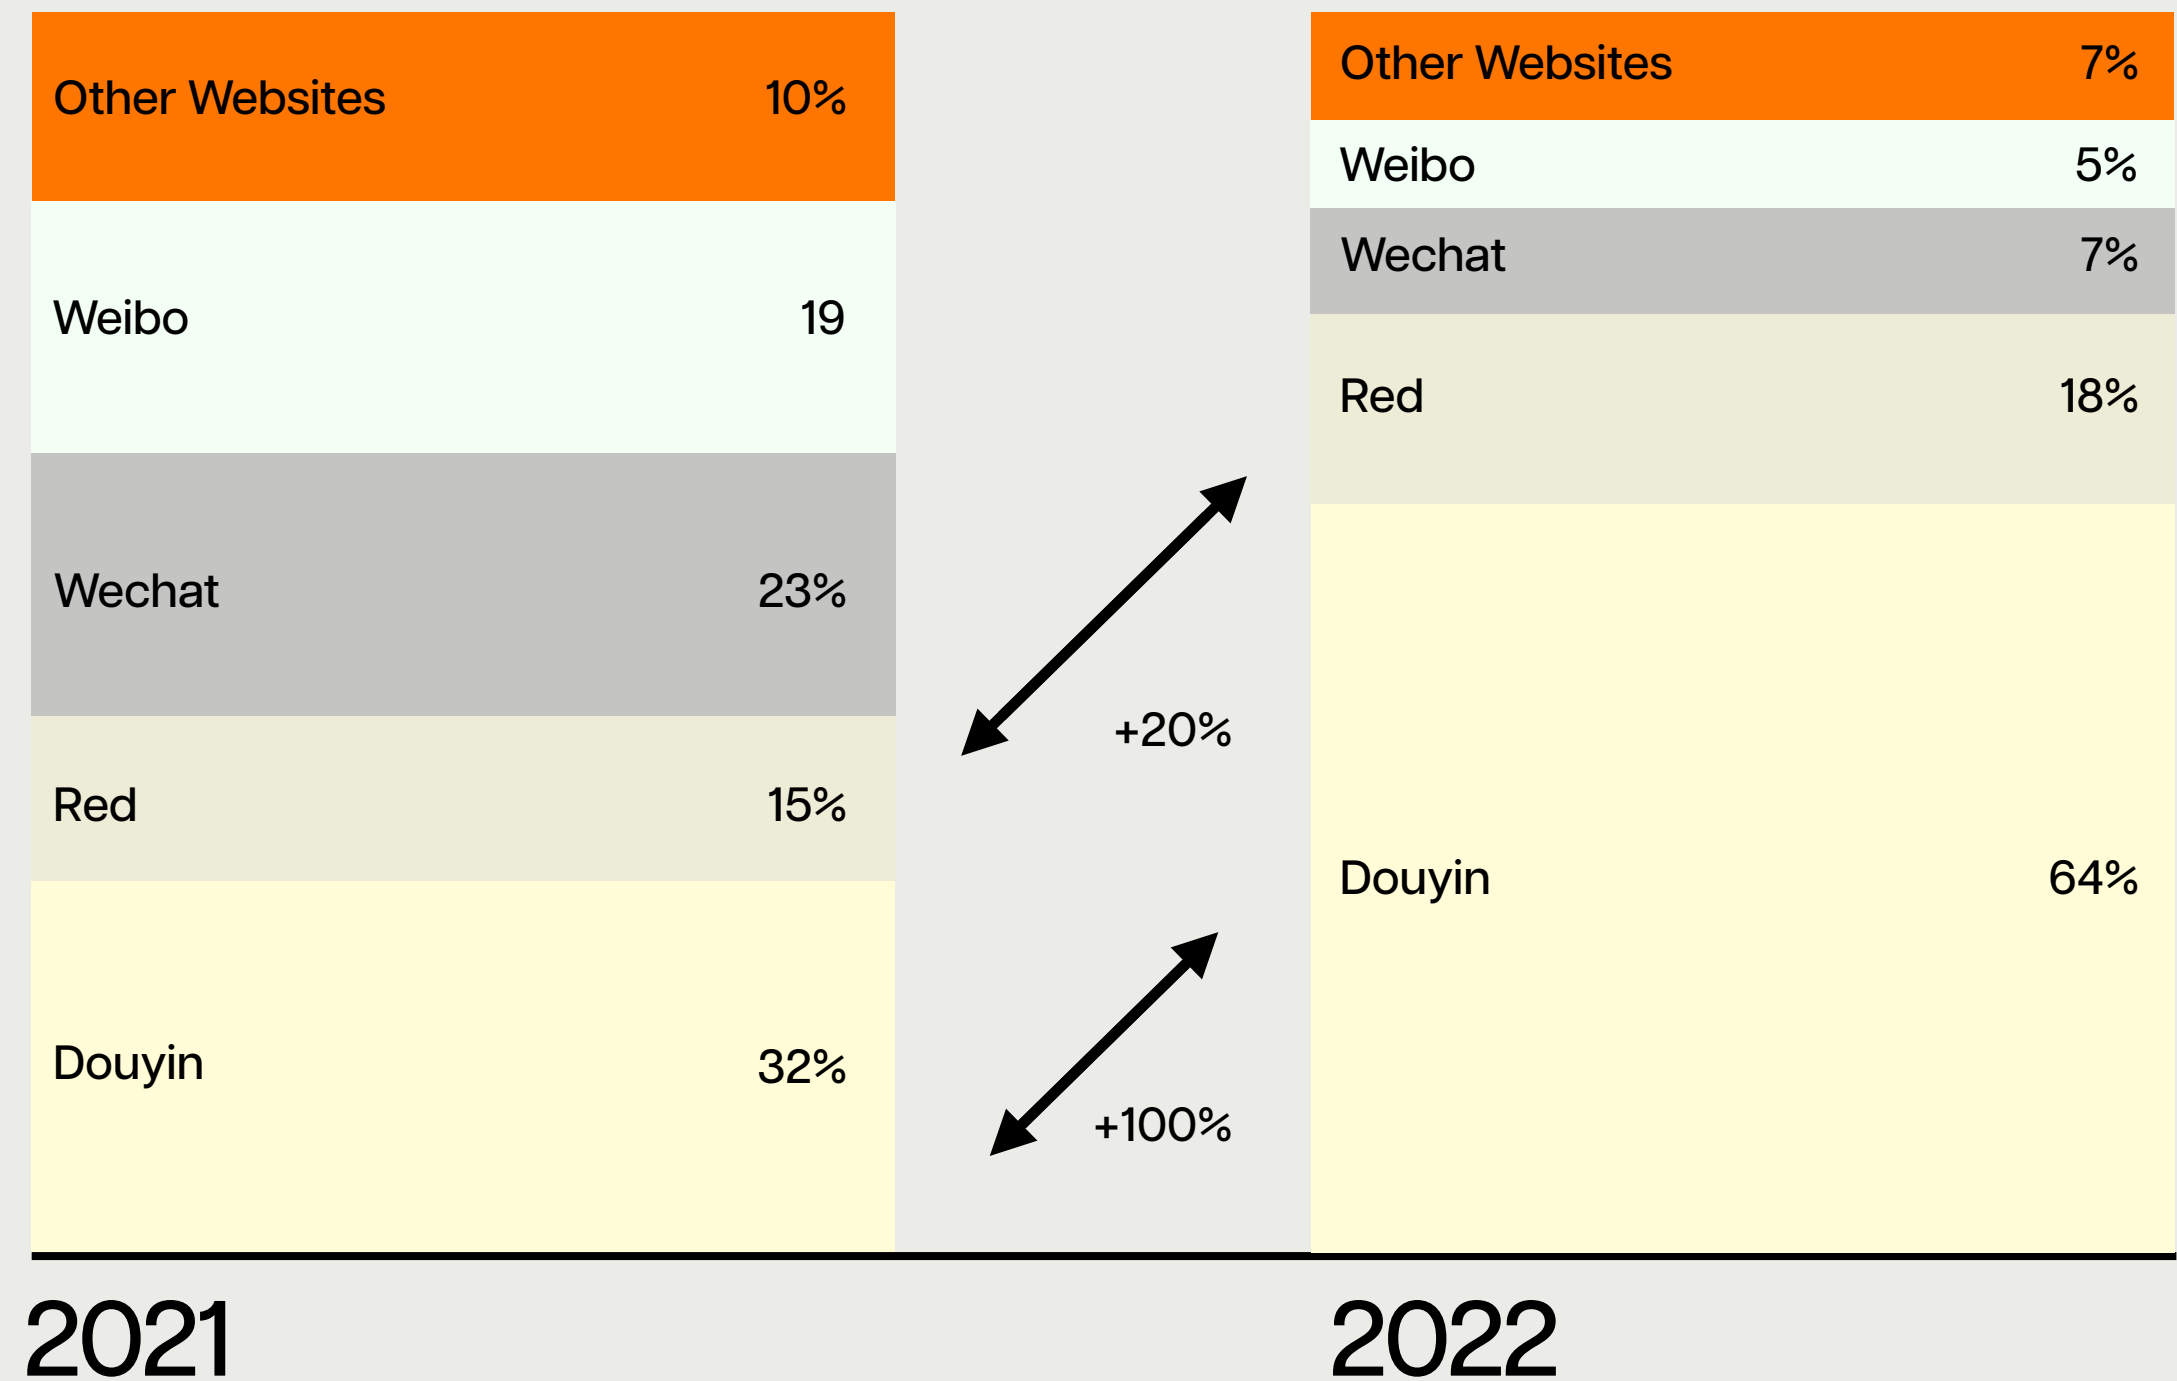 Other Websites 10%
Weibo 19
Wechat 23%
Red 15%
Douyin 32%
+20%
+100%
Other Websites 7%
Weibo 5%
Wechat 7%
Red 18%
Douyin 64%
2021
2022